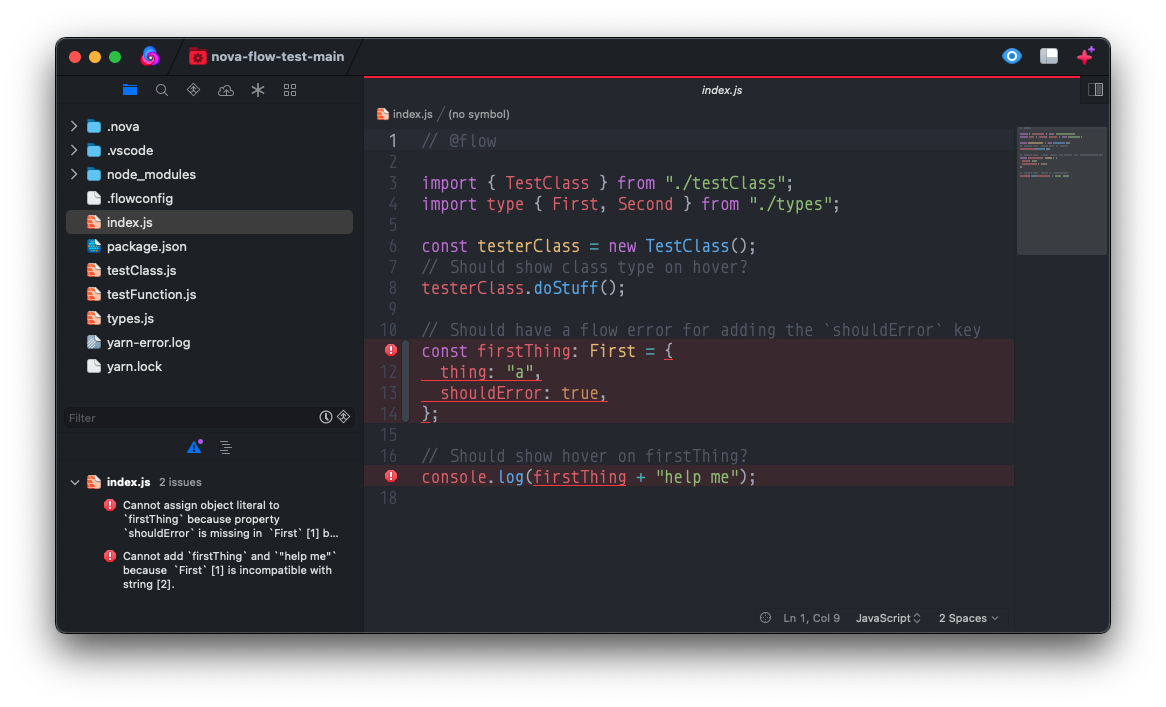 nova-flow-test-main
index.js
.nova
.vscode
node_modules
.flowconfig
index.js
package.json
testClass.js
testFunction.js
types.js
yarn-error.log
yarn.lock
Filter
index.js 2 issues
Cannot assign object literal to
`firstThing` because property
`shouldError` is missing in `First` [1] b...
Cannot add `firstThing` and `"help me"`
because `First` [1] is incompatible with
string [2].
index.js / (no symbol)
1 // @flow
2
3 import { TestClass } from "./testClass";
4 import type { First, Second } from "./types";
5
6 const testerClass = new TestClass();
7 // Should show class type on hover?
8 testerClass.doStuff();
9
10 // Should have a flow error for adding the `shouldError` key
const firstThing: First = {
12 thing: "a",
13 shouldError: true,
14 };
15
16 // Should show hover on firstThing?
console.log(firstThing + "help me");
18
Ln 1, Col 9 JavaScript 2 Spaces